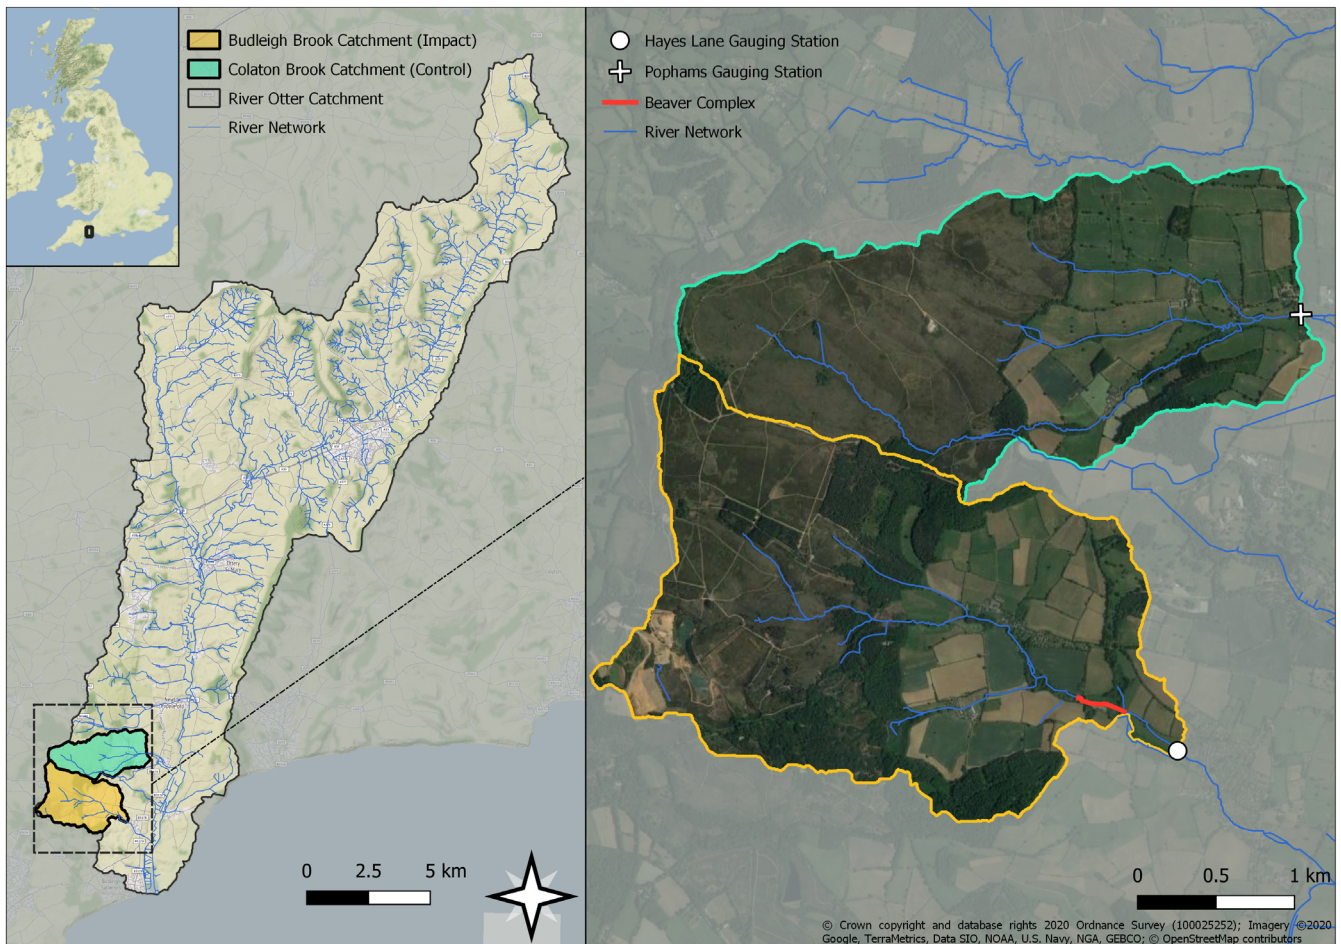 Budleigh Brook Catchment (Impact)
Colaton Brook Catchment (Control)
River Otter Catchment
River Network
0 2.5 5 km
Hayes Lane Gauging Station
Pophams Gauging Station
Beaver Complex
River Network
0 0.5 1 km
© Crown copyright and database rights 2020 Ordnance Survey (100025252); Imagery ©2020
Google, TerraMetrics, Data SIO, NOAA, U.S. Navy, NGA, GEBCO; © OpenStreetMap contributors